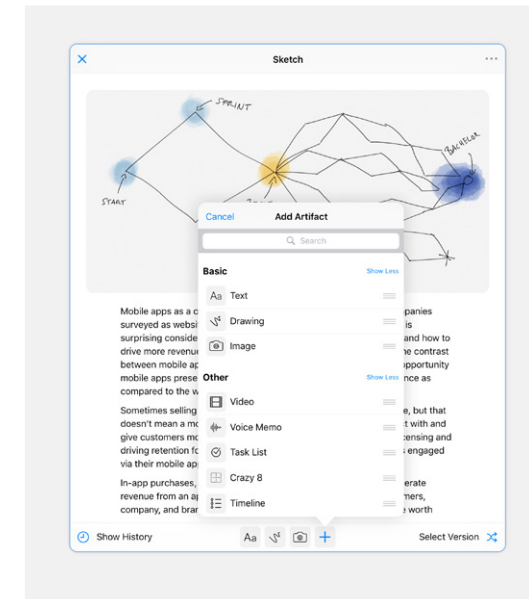 Sketch
SPRINT
BACHELOR
START
Cancel
Add Artifact
Search
Basic
Show Less
Aa
Text
Drawing
Image
Other
Show Less
Video
Voice Memo
Task List
Crazy 8
Timeline
Mobile apps as a c
panies
surveyed as websi
is
surprising conside
and how to
drive more revenu
he contrast
between mobile ap
opportunity
mobile apps prese
nce as
compared to the w
Sometimes selling
e, but that
doesn't mean a mo
t with and
give customers mo
censing and
driving retention fo
s engaged
via their mobile ap
In-app purchases,
erate
revenue from an ap
mers,
company, and bran
e worth
Show History
Aa
Select Version